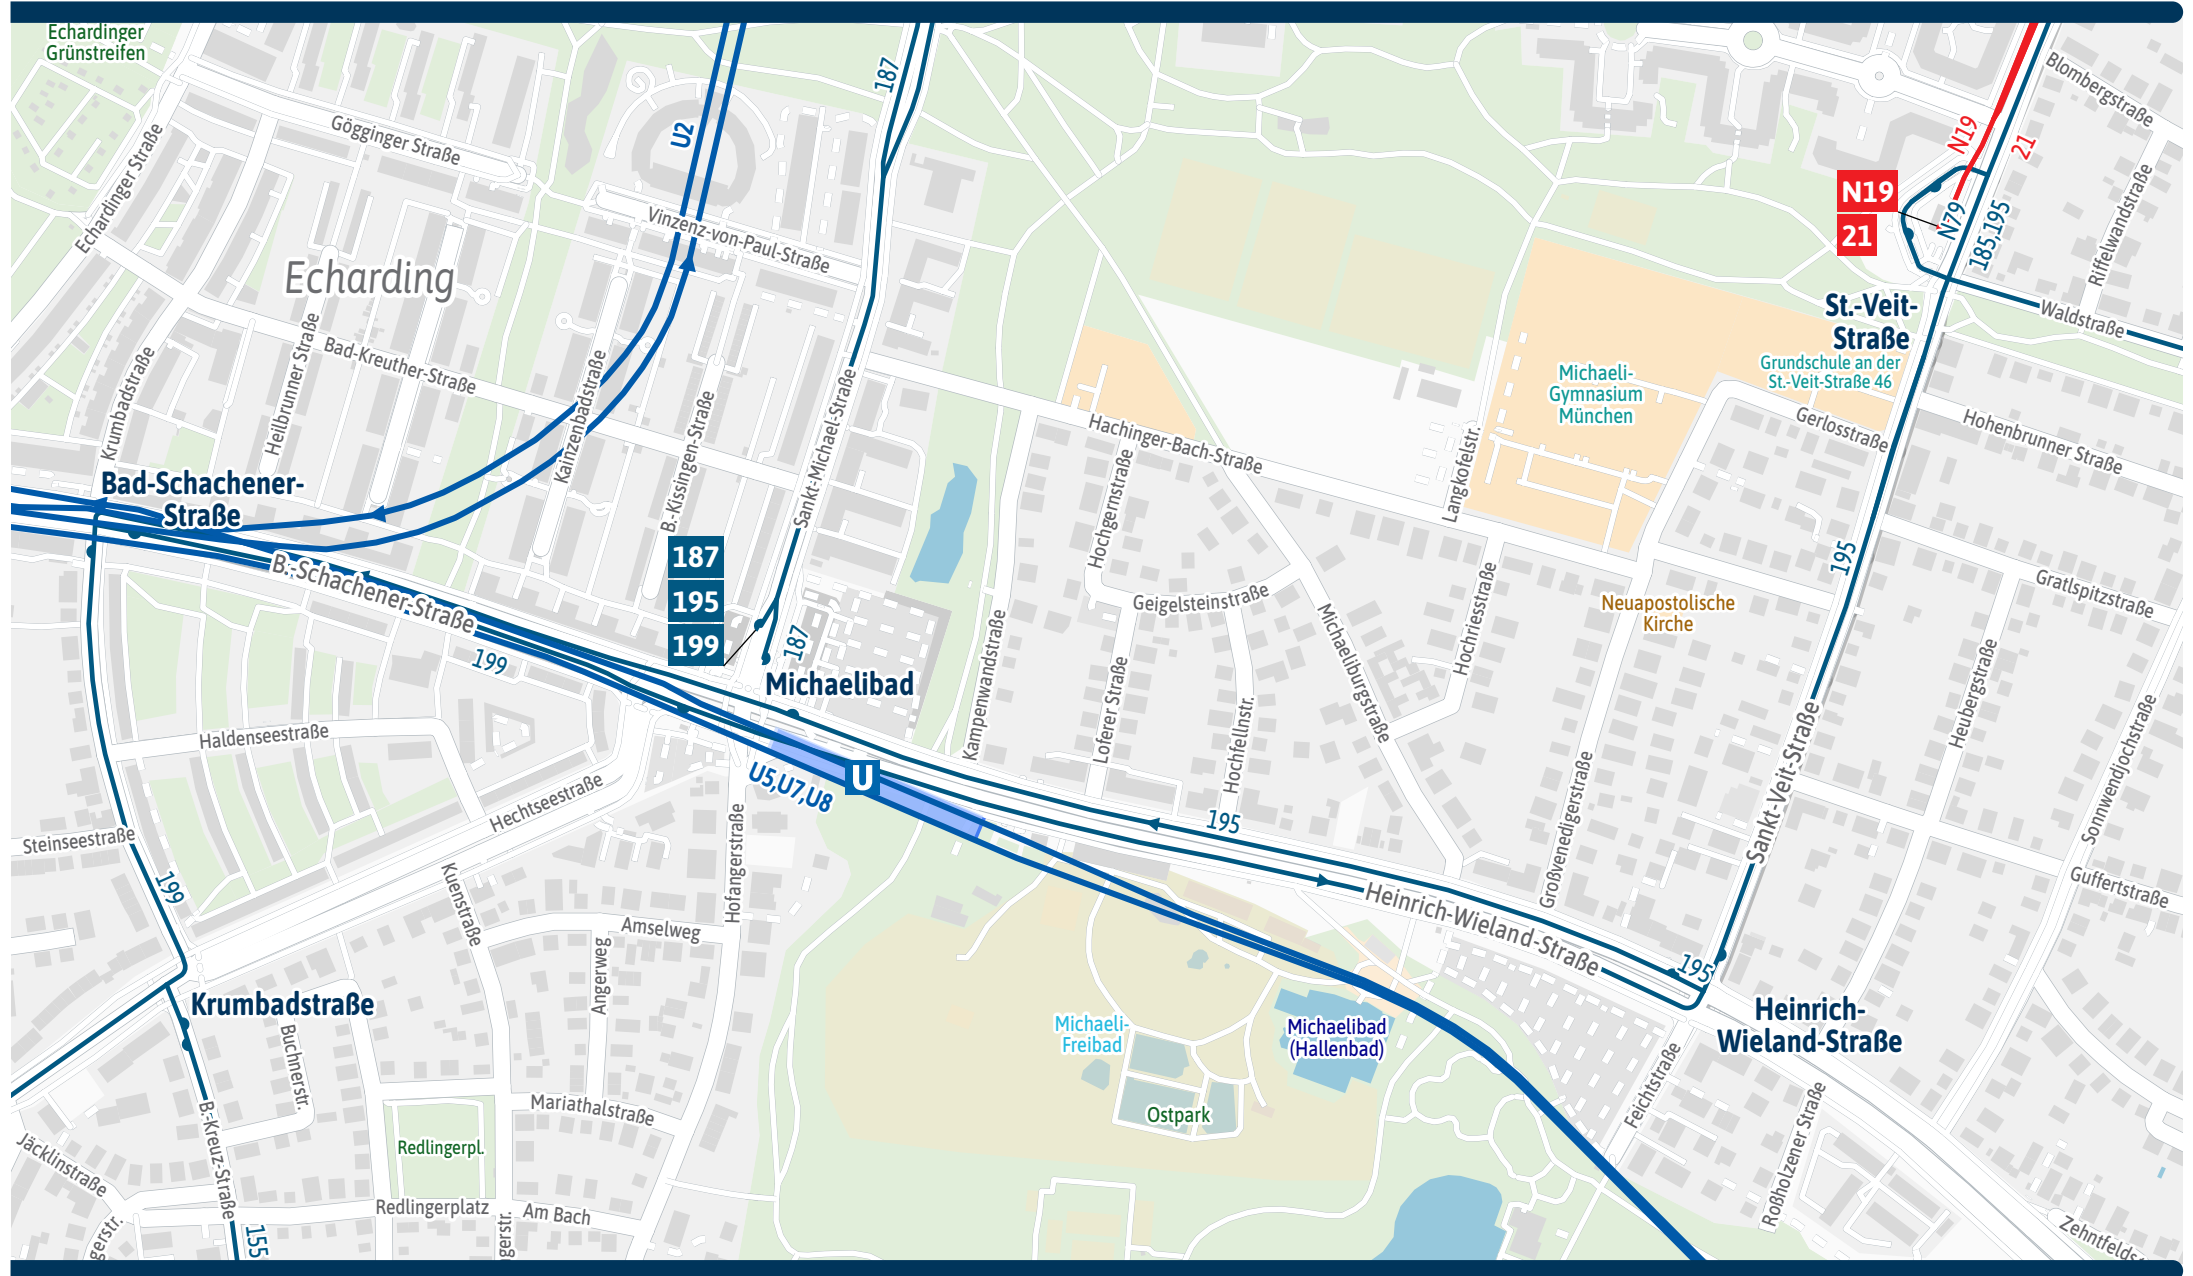 Echardinger
Grünstreifen
Gögginger Straße
Echardinger Straße
U2
187
Vinzenz-von-Paul-Straße
Echarding
Blombergstraße
N19
21
N19
21
N79
185,195
Riffelwandstraße
Waldstraße
St.-Veit-
Straße
Grundschule an der
St.-Veit-Straße 46
Michaeli-
Gymnasium
München
Gerlosstraße
Hohenbrunner Straße
Krumbadstraße
Heilbrunner Straße
Bad-Kreuther-Straße
Kainzenbadstraße
B.-Kissingen-Straße
Sankt-Michael-Straße
Hachinger-Bach-Straße
Langkofelstr.
Hochgernstraße
Bad-Schachener-
Straße
B.-Schachener-Straße
187
195
199
187
199
Michaelibad
Geigelsteinstraße
Michaeliburgstraße
Hochriesstraße
Neuapostolische
Kirche
195
Gratlspitzstraße
Heubergstraße
Sonnwendjochstraße
Kampenwandstraße
Loferer Straße
Hochfellnstr.
Großvenedigerstraße
Sankt-Veit-Straße
Guffertstraße
Haldenseestraße
Hechtseestraße
Steinseestraße
U
U5,U7,U8
195
Heinrich-Wieland-Straße
195
Hofangerstraße
Kuenstraße
199
Amselweg
Angerweg
Krumbadstraße
Buchnerstr.
Heinrich-
Wieland-Straße
Michaeli-
Freibad
Michaelibad
(Hallenbad)
Ostpark
Feichtstraße
Roßholzener Straße
Mariathalstraße
Redlingerpl.
Redlingerplatz
Am Bach
gerstr.
B.-Kreuz-Straße
Jäcklinstraße
gerstr.
155
Zehntfelds